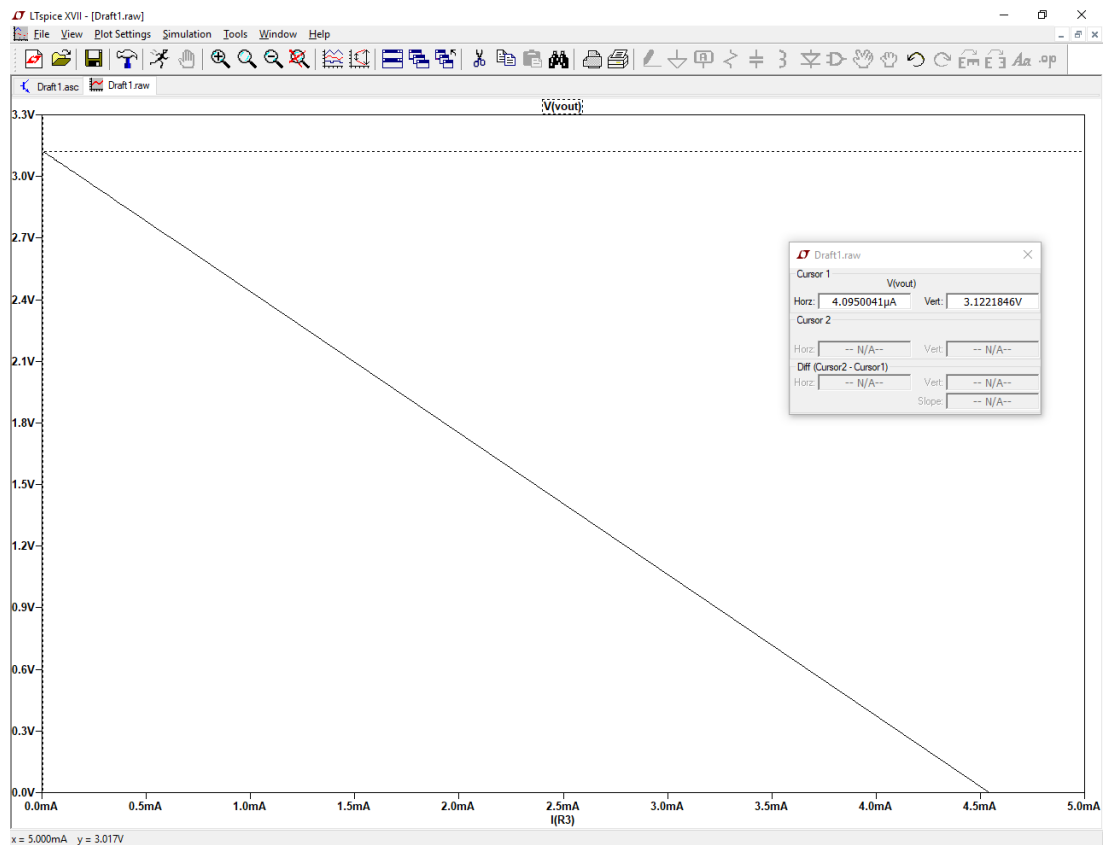 LTspice XVII - [Draft1.raw]
File View Plot Settings Simulation Tools Window Help
Aa .op
Draft1.asc Draft1.raw
V(vout)
3.3V
3.0V
2.7V
2.4V
2.1V
1.8V
1.5V
1.2V
0.9V
0.6V
0.3V
0.0V
Draft1.raw
Cursor 1
V(vout)
Horz: 4.0950041µA Vert: 3.1221846V
Cursor 2
Horz: -- N/A-- Vert: -- N/A--
Diff (Cursor2 - Cursor1)
Horz: -- N/A-- Vert: -- N/A--
Slope: -- N/A--
0.0mA 0.5mA 1.0mA 1.5mA 2.0mA 2.5mA 3.0mA 3.5mA 4.0mA 4.5mA 5.0mA
I(R3)
x = 5.000mA y = 3.017V